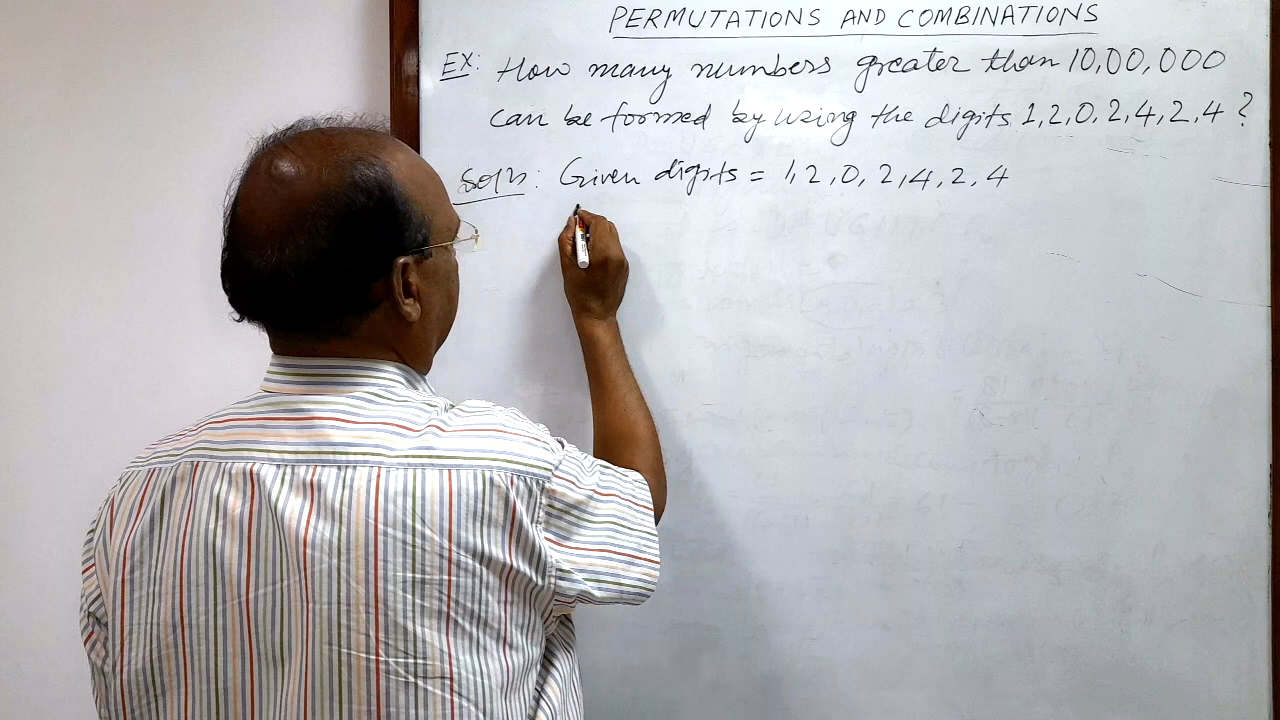 PERMUTATIONS AND COMBINATIONS
EX: How many numbers greater than 10,00,000
can be formed by using the digits 1,2,0,2,4,2,4?
Soln: Given digits = 1,2,0,2,4,2,4